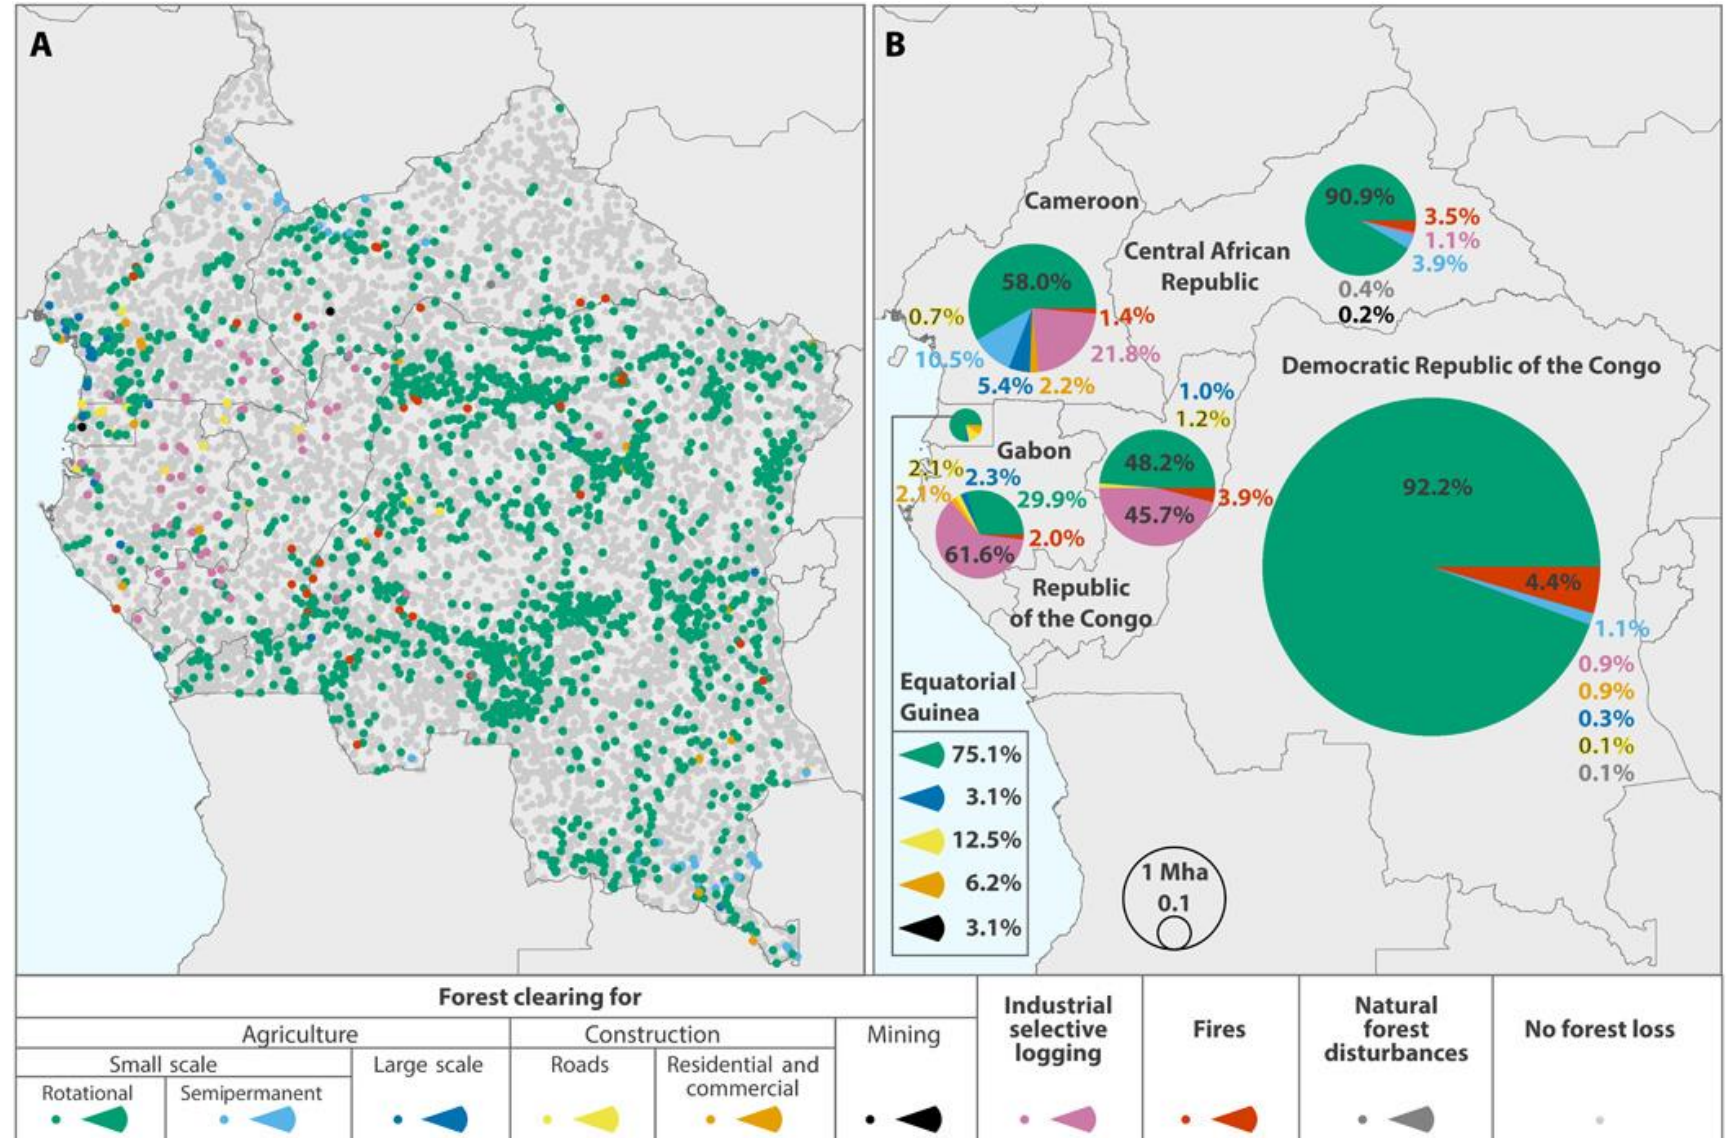 A
B
Cameroon
Central African
Republic
90.9%
3.5%
1.1%
3.9%
0.4%
0.2%
58.0%
0.7%
1.4%
10.5%
21.8%
5.4% 2.2%
Democratic Republic of the Congo
1.0%
1.2%
Gabon
2.1% 2.3%
2.1%
29.9%
2.0%
61.6%
48.2%
3.9%
45.7%
92.2%
4.4%
1.1%
0.9%
0.9%
0.3%
0.1%
0.1%
Republic
of the Congo
Equatorial
Guinea
75.1%
3.1%
12.5%
6.2%
3.1%
1 Mha
0.1
Forest clearing for
Agriculture
Construction
Mining
Small scale
Large scale
Roads
Residential and
commercial
Rotational
Semipermanent
Industrial
selective
logging
Fires
Natural
forest
disturbances
No forest loss